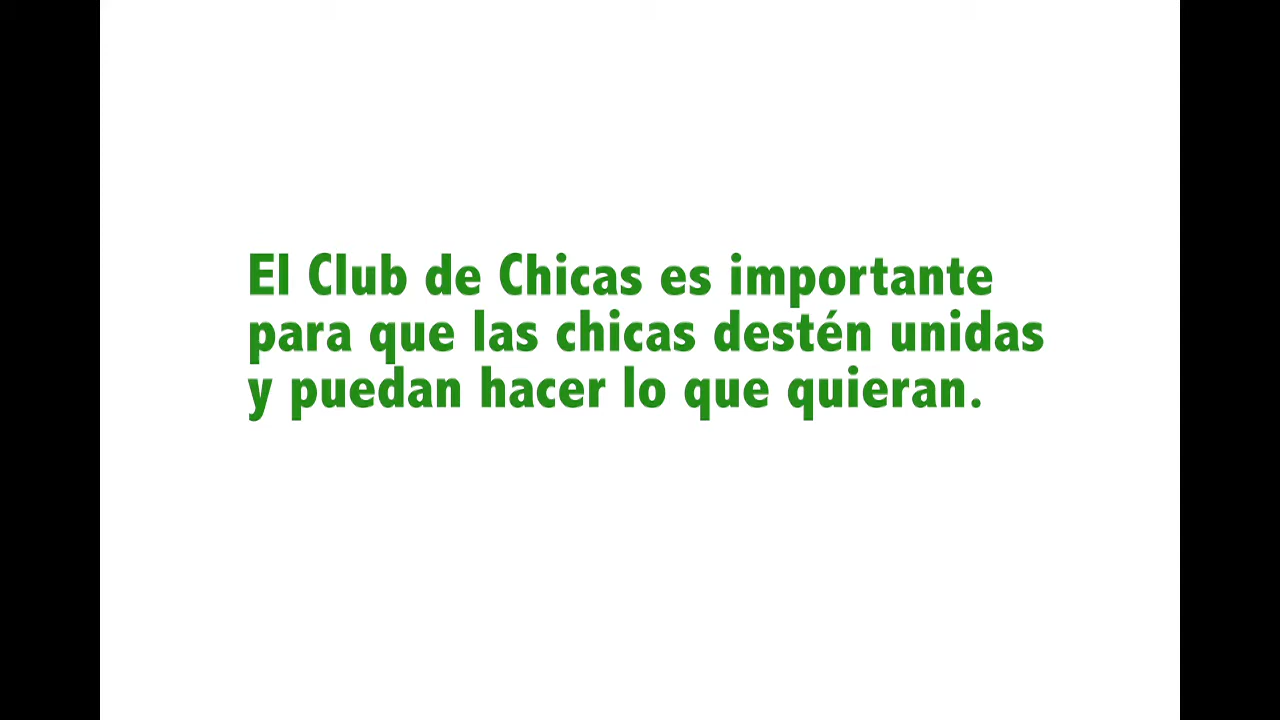 El Club de Chicas es importante
para que las chicas destén unidas
y puedan hacer lo que quieran.